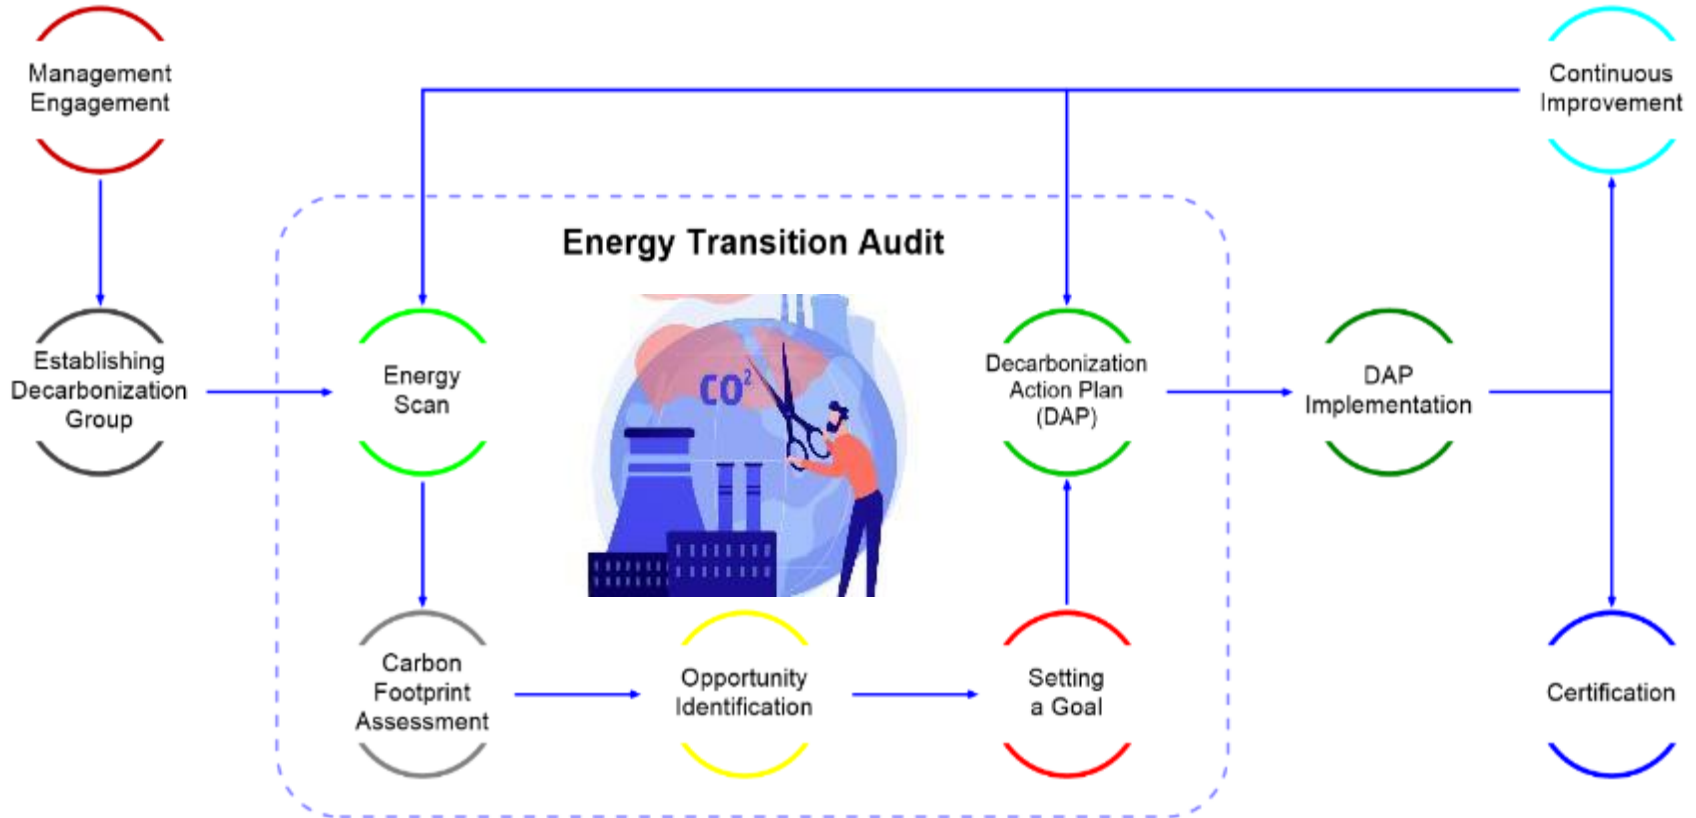 Management
Engagement
Continuous
Improvement
Energy Transition Audit
Establishing
Decarbonization
Group
Energy
Scan
CO²
Decarbonization
Action Plan
(DAP)
DAP
Implementation
Carbon
Footprint
Assessment
Opportunity
Identification
Setting
a Goal
Certification